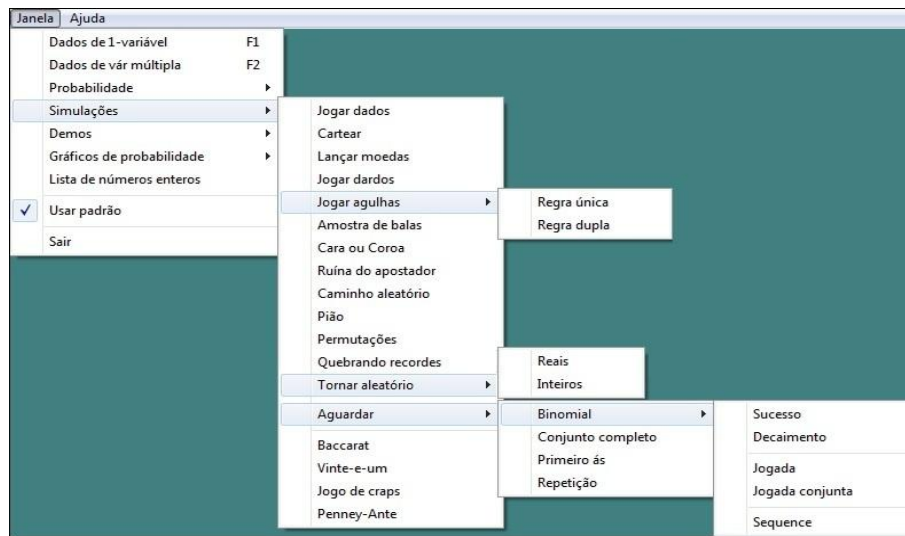 Janela Ajuda
Dados de 1-variável F1
Dados de vár múltipla F2
Probabilidade
Simulações
Demos
Gráficos de probabilidade
Lista de números enteros
Usar padrão
Sair
Jogar dados
Cartear
Lançar moedas
Jogar dardos
Jogar agulhas
Amostra de balas
Cara ou Coroa
Ruína do apostador
Caminho aleatório
Pião
Permutações
Quebrando recordes
Tornar aleatório
Aguardar
Baccarat
Vinte-e-um
Jogo de craps
Penney-Ante
Regra única
Regra dupla
Reais
Inteiros
Binomial
Conjunto completo
Primeiro ás
Repetição
Sucesso
Decaimento
Jogada
Jogada conjunta
Sequence